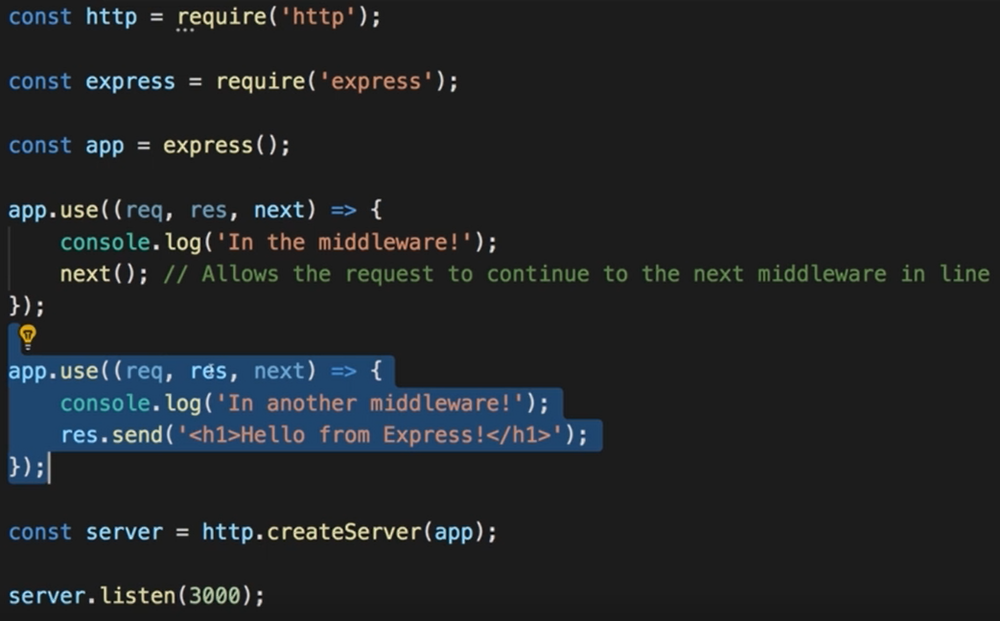 const http = require('http');
const express = require('express');
const app = express();
app.use((req, res, next) => {
    console.log('In the middleware!');
    next(); // Allows the request to continue to the next middleware in line
});
app.use((req, res, next) => {
    console.log('In another middleware!');
    res.send('<h1>Hello from Express!</h1>');
});
const server = http.createServer(app);
server.listen(3000);